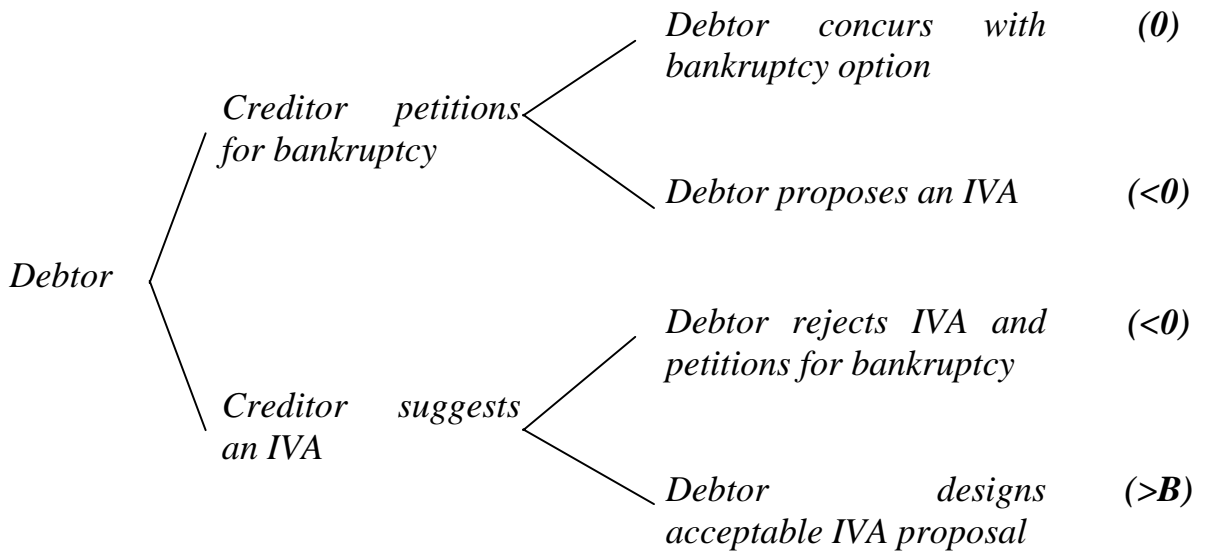 Debtor concurs with (0)
bankruptcy option
Creditor petitions
for bankruptcy
Debtor proposes an IVA (<0)
Debtor
Debtor rejects IVA and (<0)
petitions for bankruptcy
Creditor suggests
an IVA
Debtor designs (>B)
acceptable IVA proposal